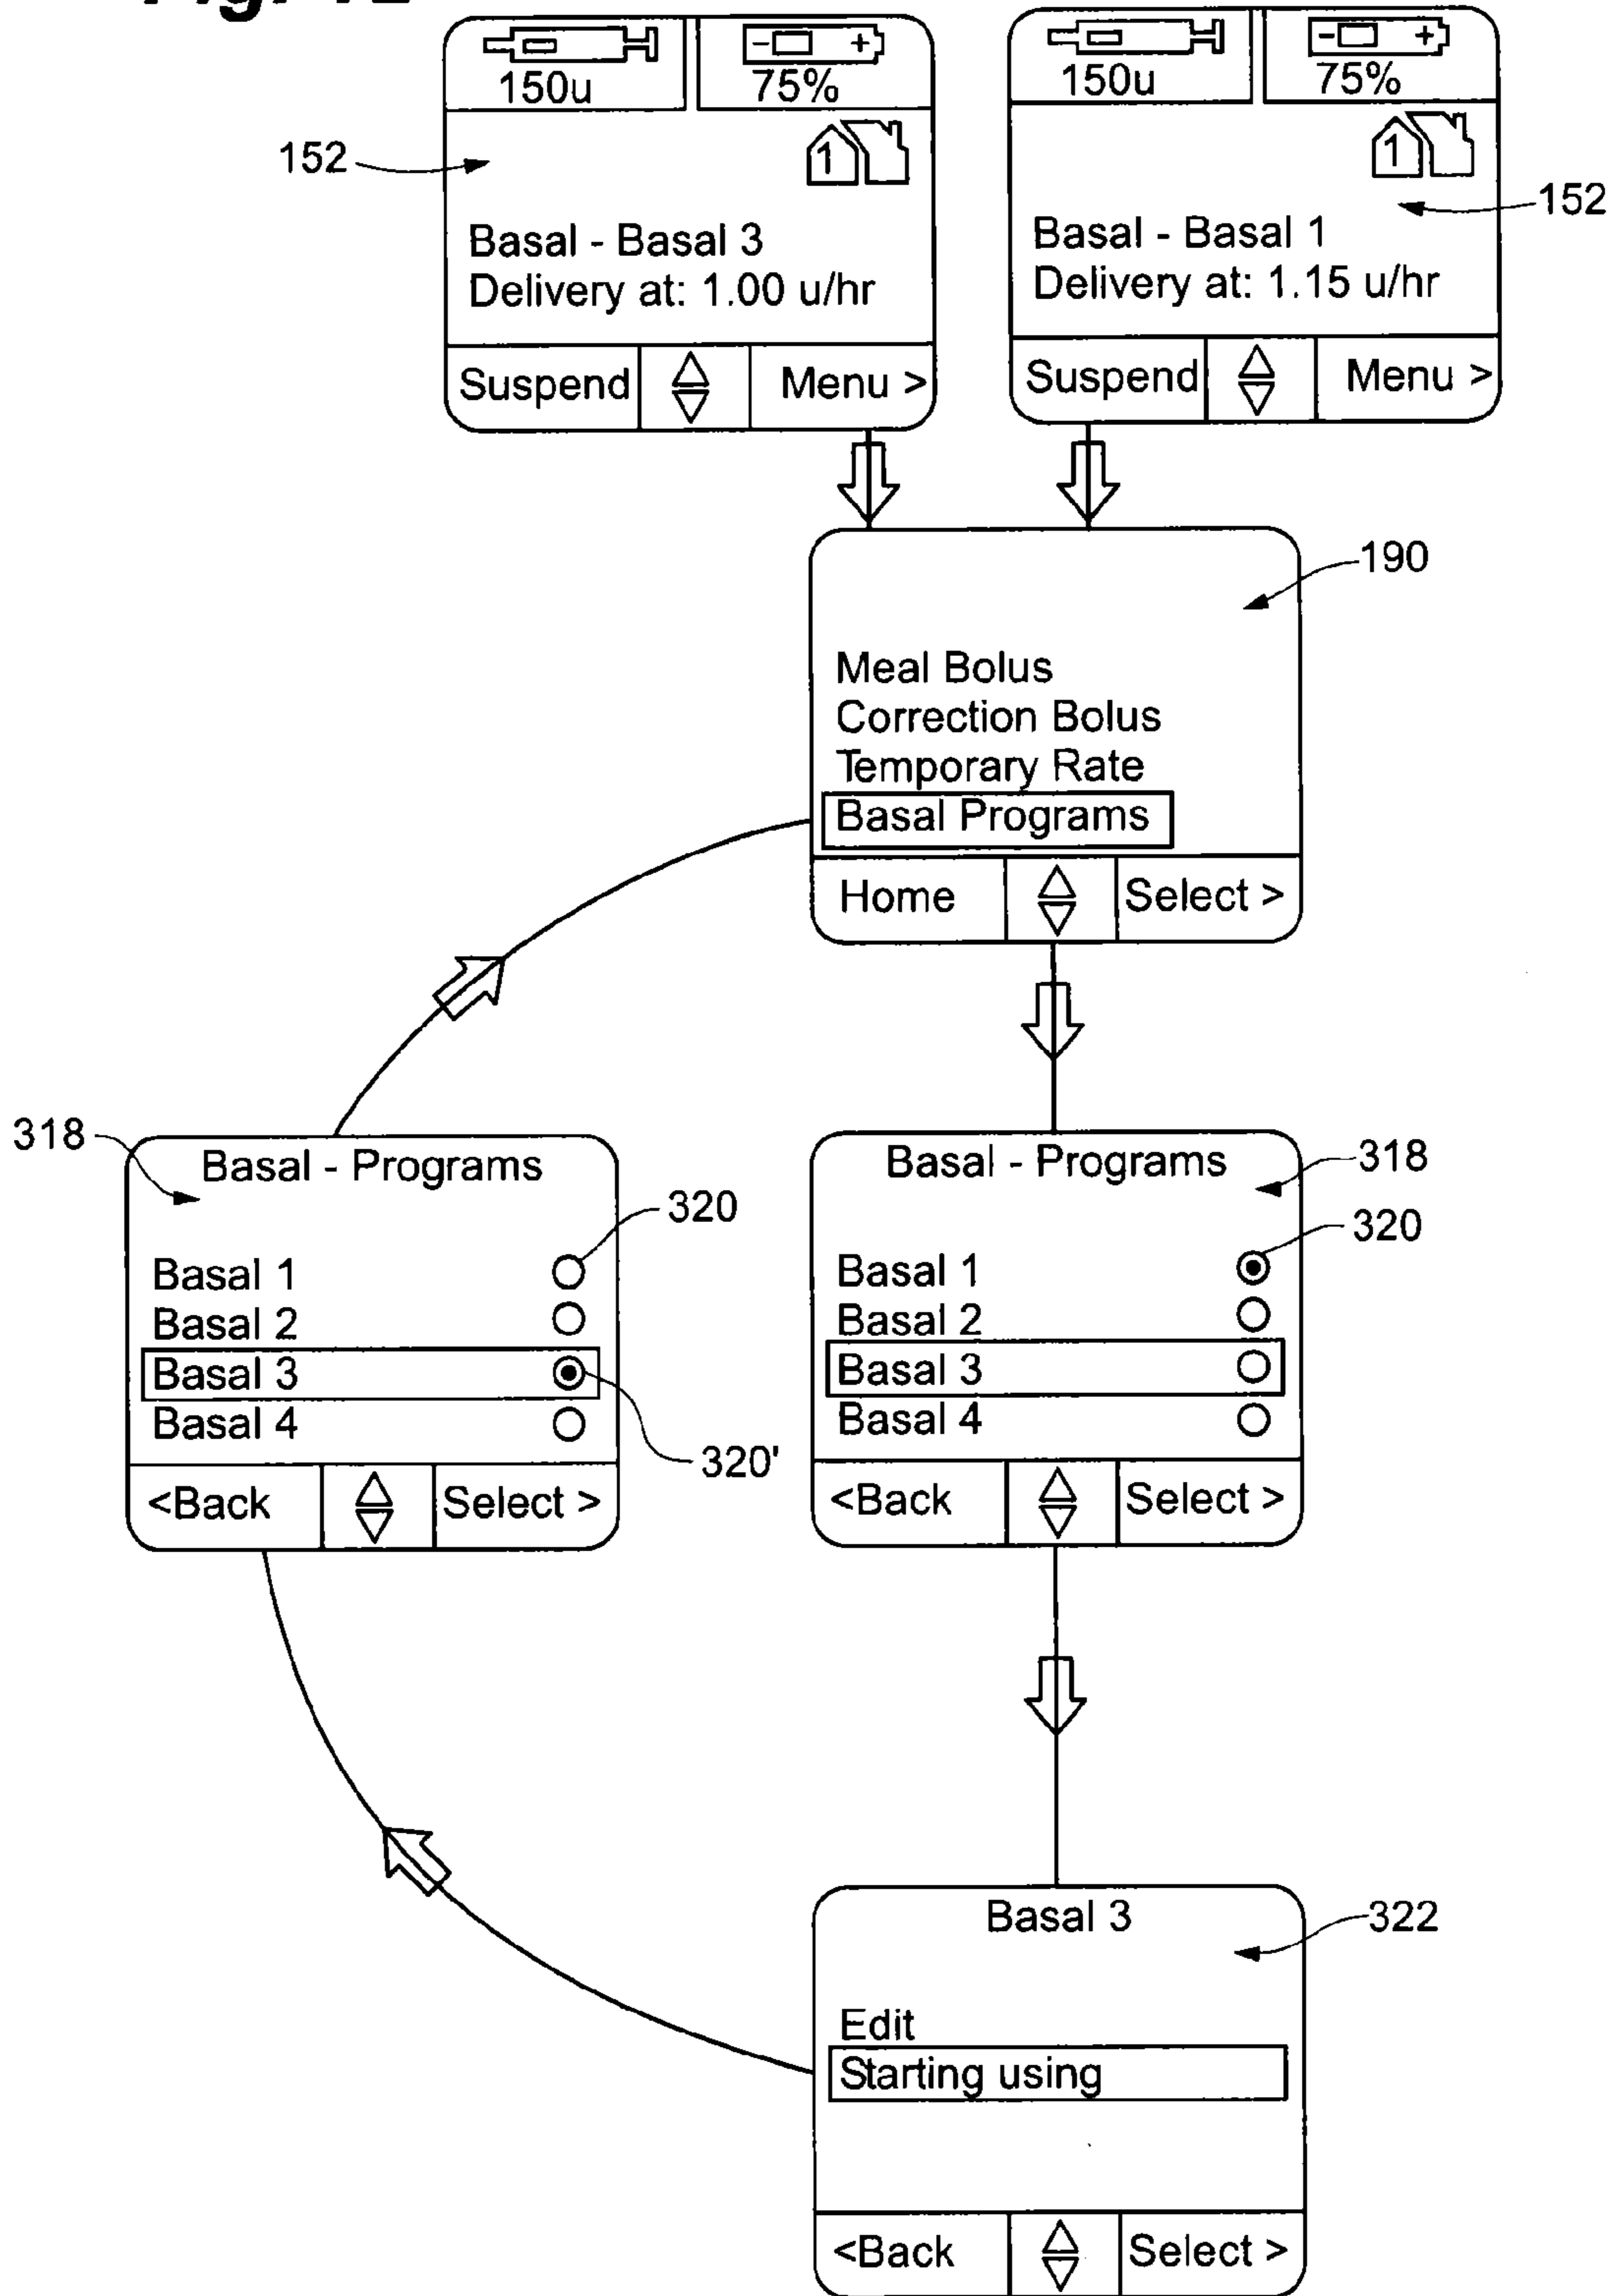 150u
- +
75%
150u
- +
75%
152
1
1
152
Basal - Basal 3
Delivery at: 1.00 u/hr
Basal - Basal 1
Delivery at: 1.15 u/hr
Suspend
Menu >
Suspend
Menu >
190
Meal Bolus
Correction Bolus
Temporary Rate
Basal Programs
Home
Select >
318
Basal - Programs
320
Basal 1
Basal 2
Basal 3
Basal 4
320'
<Back
Select >
Basal - Programs
318
320
Basal 1
Basal 2
Basal 3
Basal 4
<Back
Select >
Basal 3
322
Edit
Starting using
<Back
Select >